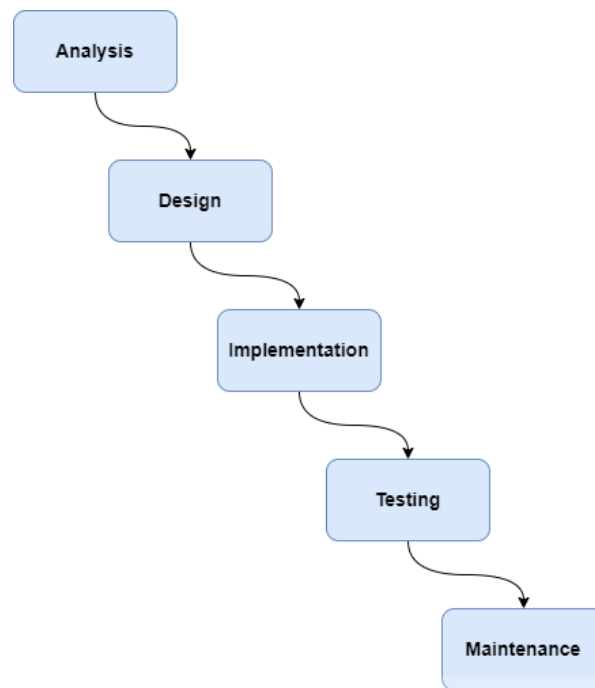 Analysis
Design
Implementation
Testing
Maintenance